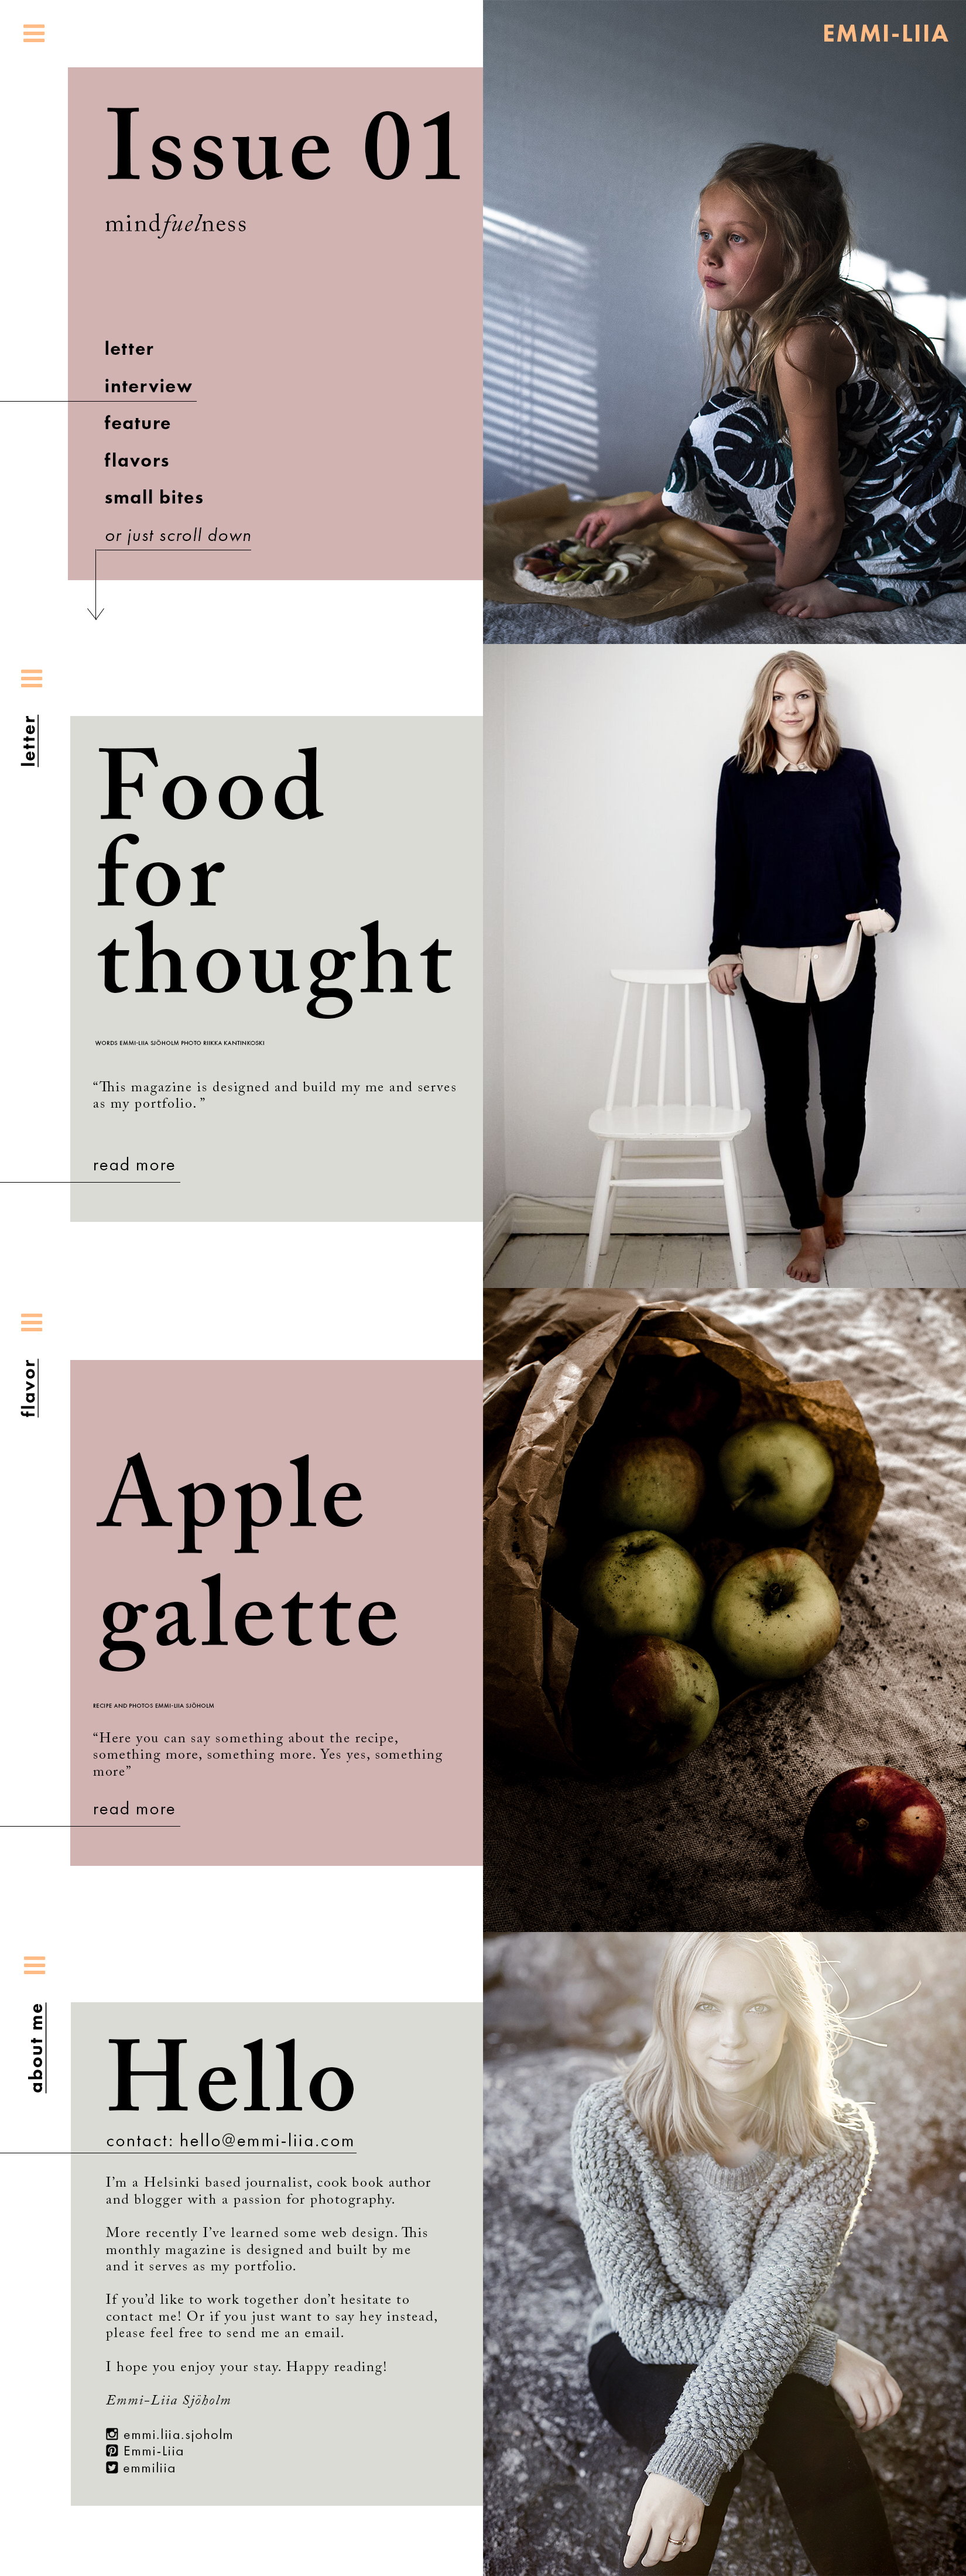 EMMI-LIIA
Issue 01
mindfuelness
letter
interview
feature
flavors
small bites
or just scroll down
letter
Food
for
thought
WORDS EMMI-LIIA SJÖHOLM PHOTO RIIKKA KANTINKOSKI
“This magazine is designed and build my me and serves
as my portfolio. ”
read more
flavor
Apple
galette
RECIPE AND PHOTOS EMMI-LIIA SJÖHOLM
“Here you can say something about the recipe,
something more, something more. Yes yes, something
more”
read more
about me
Hello
contact: hello@emmi-liia.com
I’m a Helsinki based journalist, cook book author
and blogger with a passion for photography.
More recently I’ve learned some web design. This
monthly magazine is designed and built by me
and it serves as my portfolio.
If you’d like to work together don’t hesitate to
contact me! Or if you just want to say hey instead,
please feel free to send me an email.
I hope you enjoy your stay. Happy reading!
Emmi-Liia Sjöholm
emmi.liia.sjoholm
Emmi-Liia
emmiliia